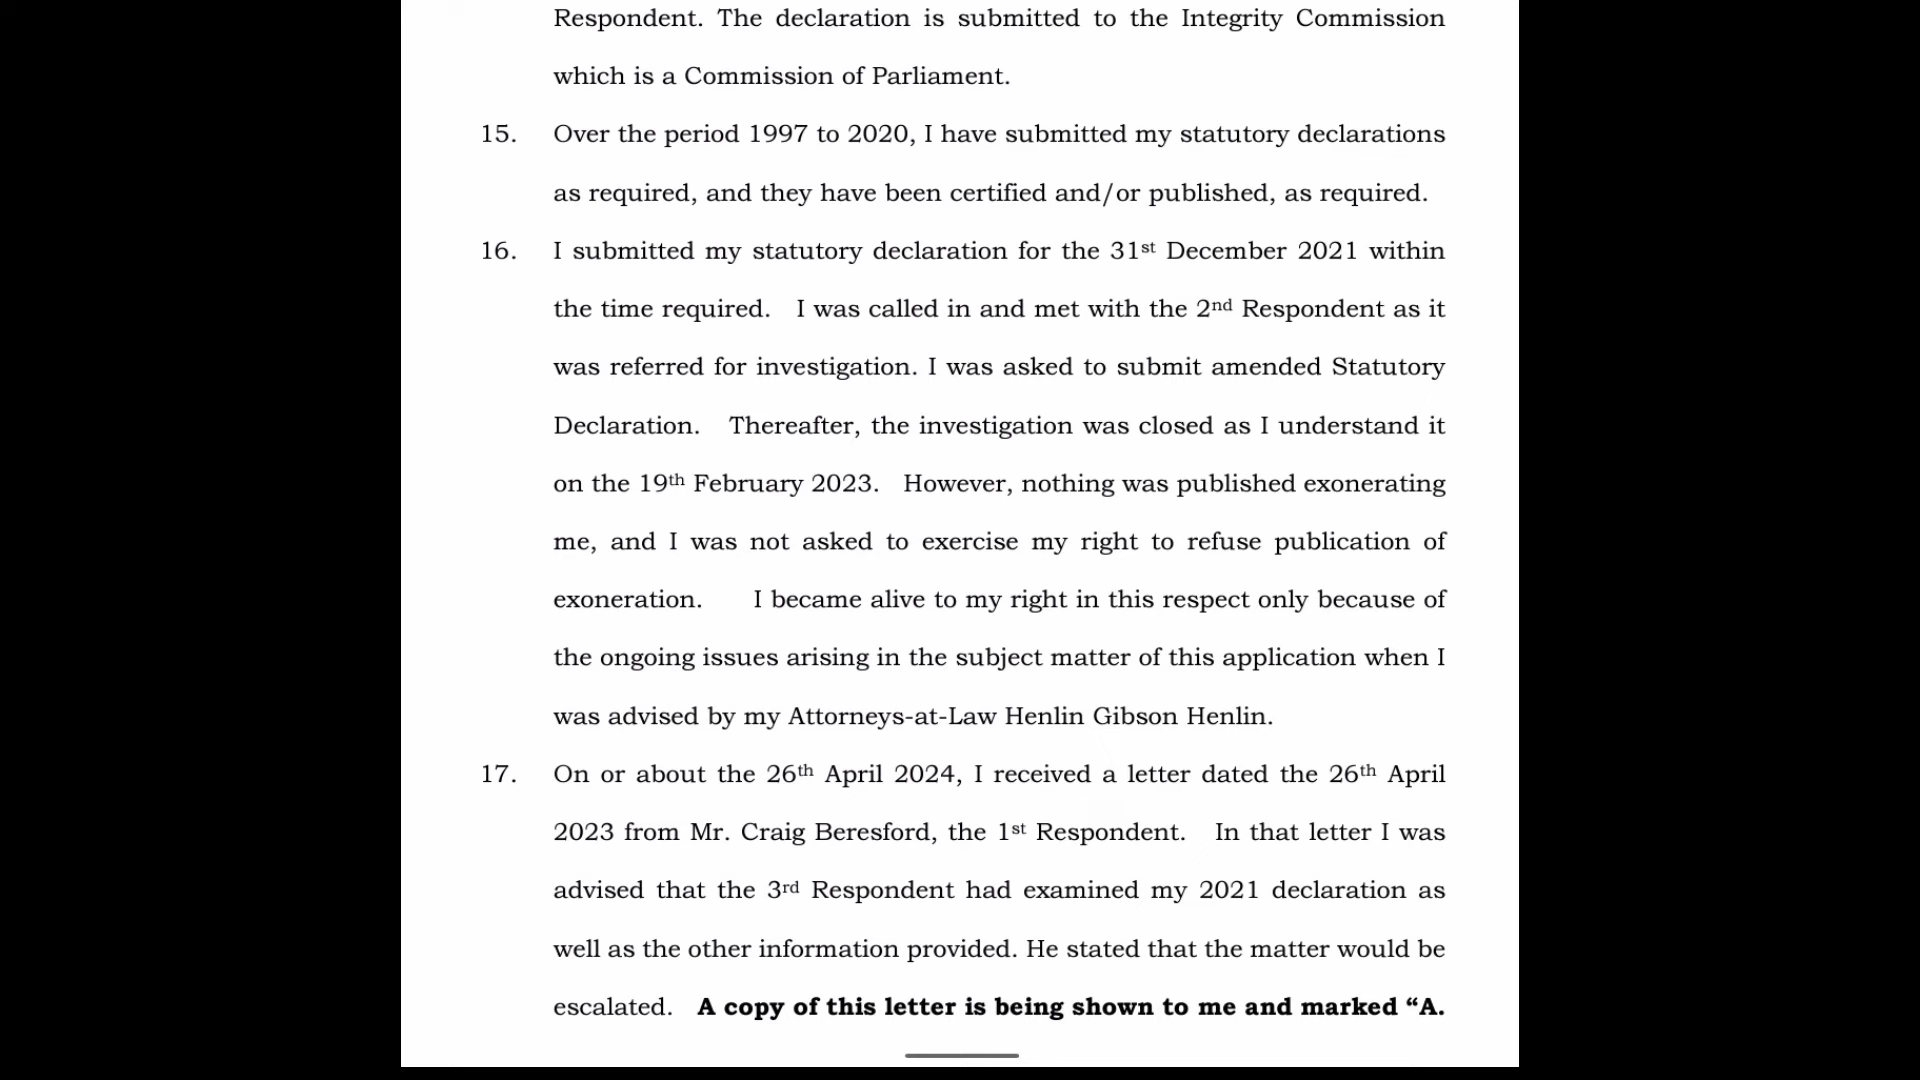 Respondent. The declaration is submitted to the Integrity Commission
which is a Commission of Parliament.
15. Over the period 1997 to 2020, I have submitted my statutory declarations
as required, and they have been certified and/or published, as required.
16. I submitted my statutory declaration for the 31st December 2021 within
the time required. I was called in and met with the 2nd Respondent as it
was referred for investigation. I was asked to submit amended Statutory
Declaration. Thereafter, the investigation was closed as I understand it
on the 19th February 2023. However, nothing was published exonerating
me, and I was not asked to exercise my right to refuse publication of
exoneration. I became alive to my right in this respect only because of
the ongoing issues arising in the subject matter of this application when I
was advised by my Attorneys-at-Law Henlin Gibson Henlin.
17. On or about the 26th April 2024, I received a letter dated the 26th April
2023 from Mr. Craig Beresford, the 1st Respondent. In that letter I was
advised that the 3rd Respondent had examined my 2021 declaration as
well as the other information provided. He stated that the matter would be
escalated. A copy of this letter is being shown to me and marked “A.